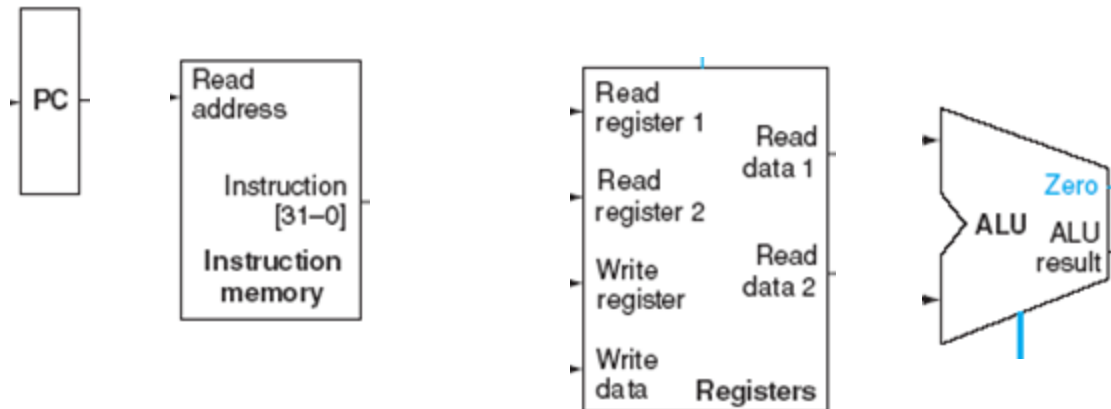 PC
Read
address
Instruction
[31–0]
Instruction
memory
Read
register 1
Read
register 2
Write
register
Write
data
Read
data 1
Read
data 2
Registers
Zero
ALU
ALU
result